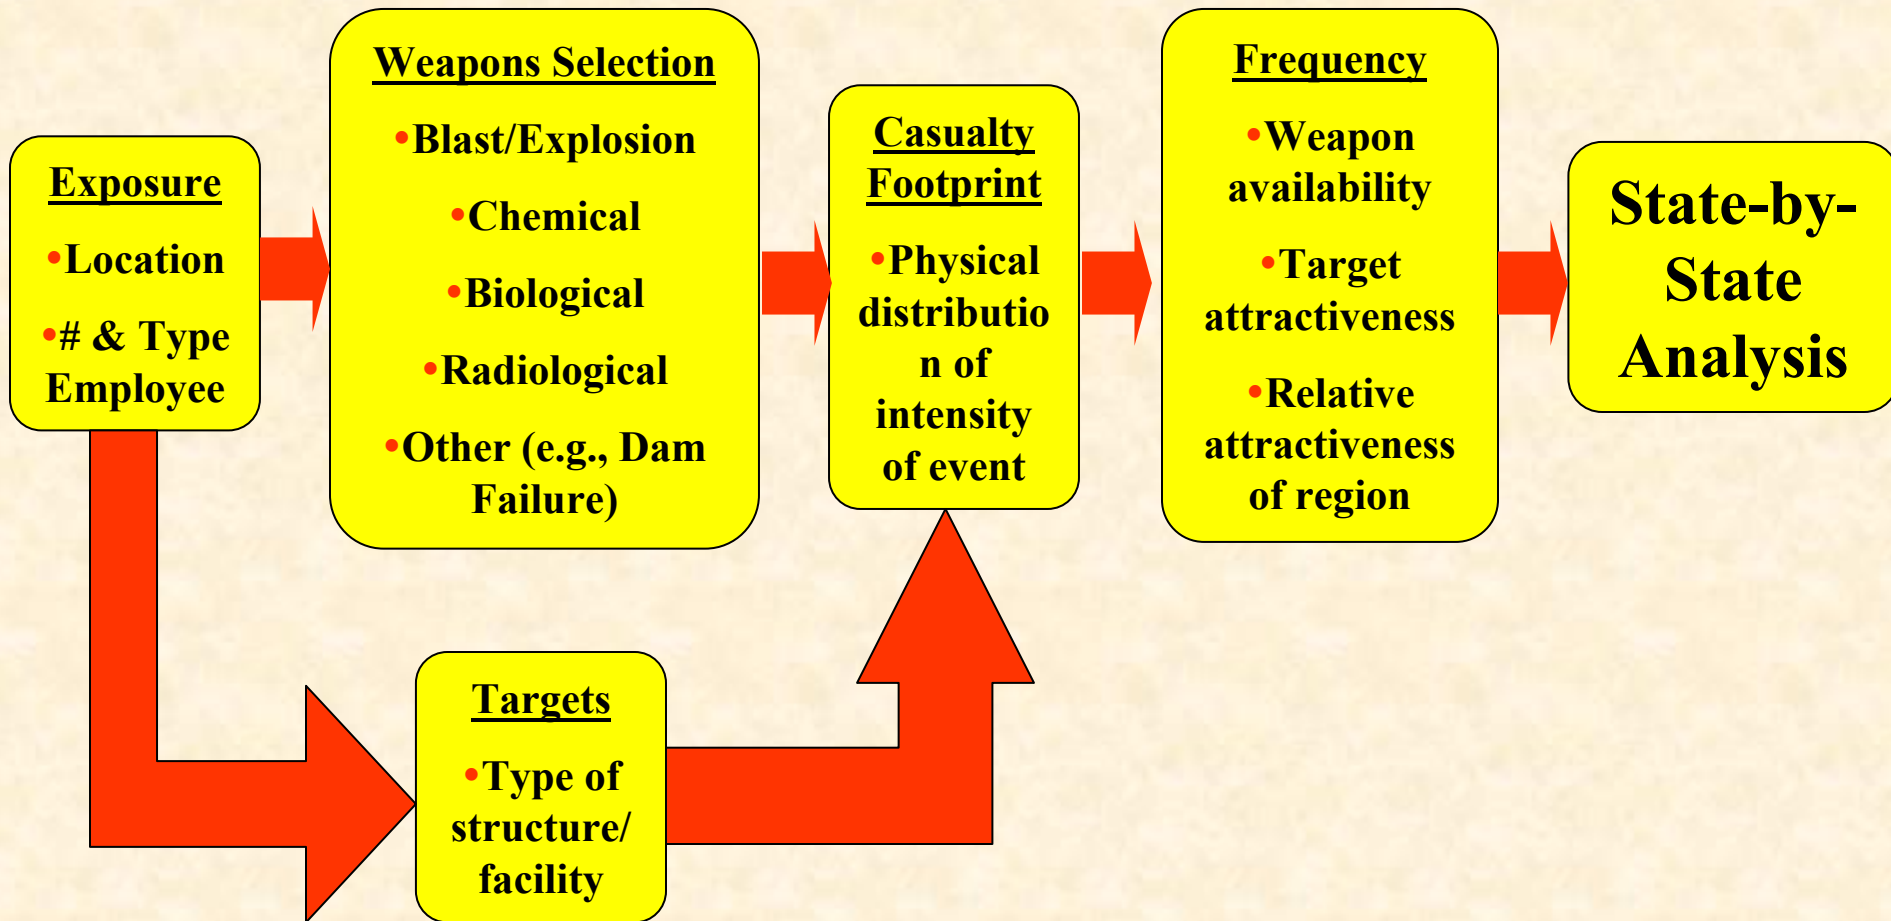 Exposure
•Location
•# & Type
Employee
Weapons Selection
•Blast/Explosion
•Chemical
•Biological
•Radiological
•Other (e.g., Dam
Failure)
Targets
•Type of
structure/
facility
Casualty
Footprint
•Physical
distributio
n of
intensity
of event
Frequency
•Weapon
availability
•Target
attractiveness
•Relative
attractiveness
of region
State-by-
State
Analysis